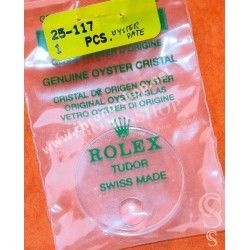 25-117
1 PCS. OYSTER DATE
D'ORIGINE
GENUINE OYSTER CRISTAL
CRISTAL DE ORIGEN OYSTER
ORIGINAL OYSTER GLAS
VETRO OYSTER DI ORIGINE
ROLEX
TUDOR
SWISS MADE